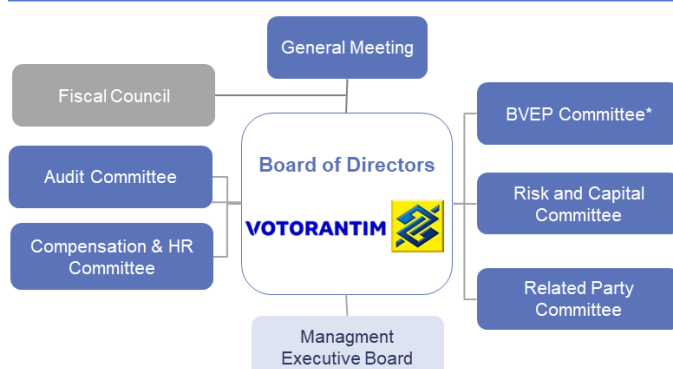 General Meeting
Fiscal Council
BVEP Committee*
Board of Directors
Audit Committee
VOTORANTIM
Risk and Capital
Committee
Compensation & HR
Committee
Related Party
Committee
Managment
Executive Board